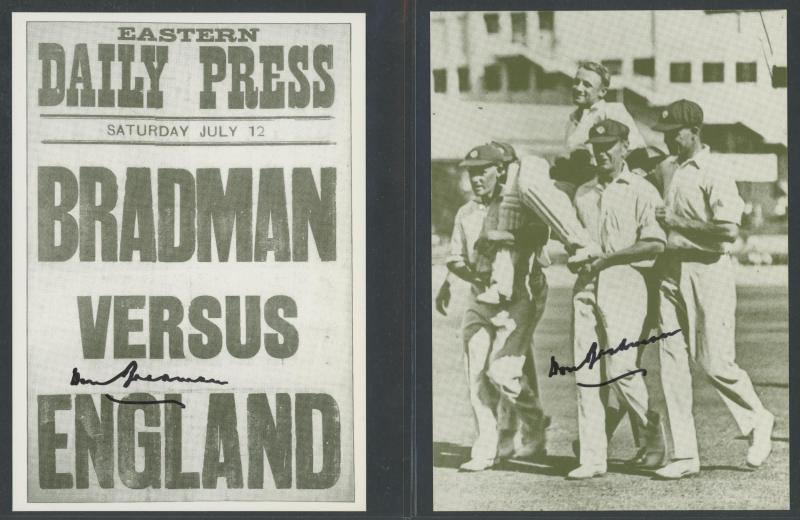 EASTERN
DAILY PRESS
SATURDAY JULY 12
BRADMAN
VERSUS
Don Bradman
ENGLAND
Don Bradman